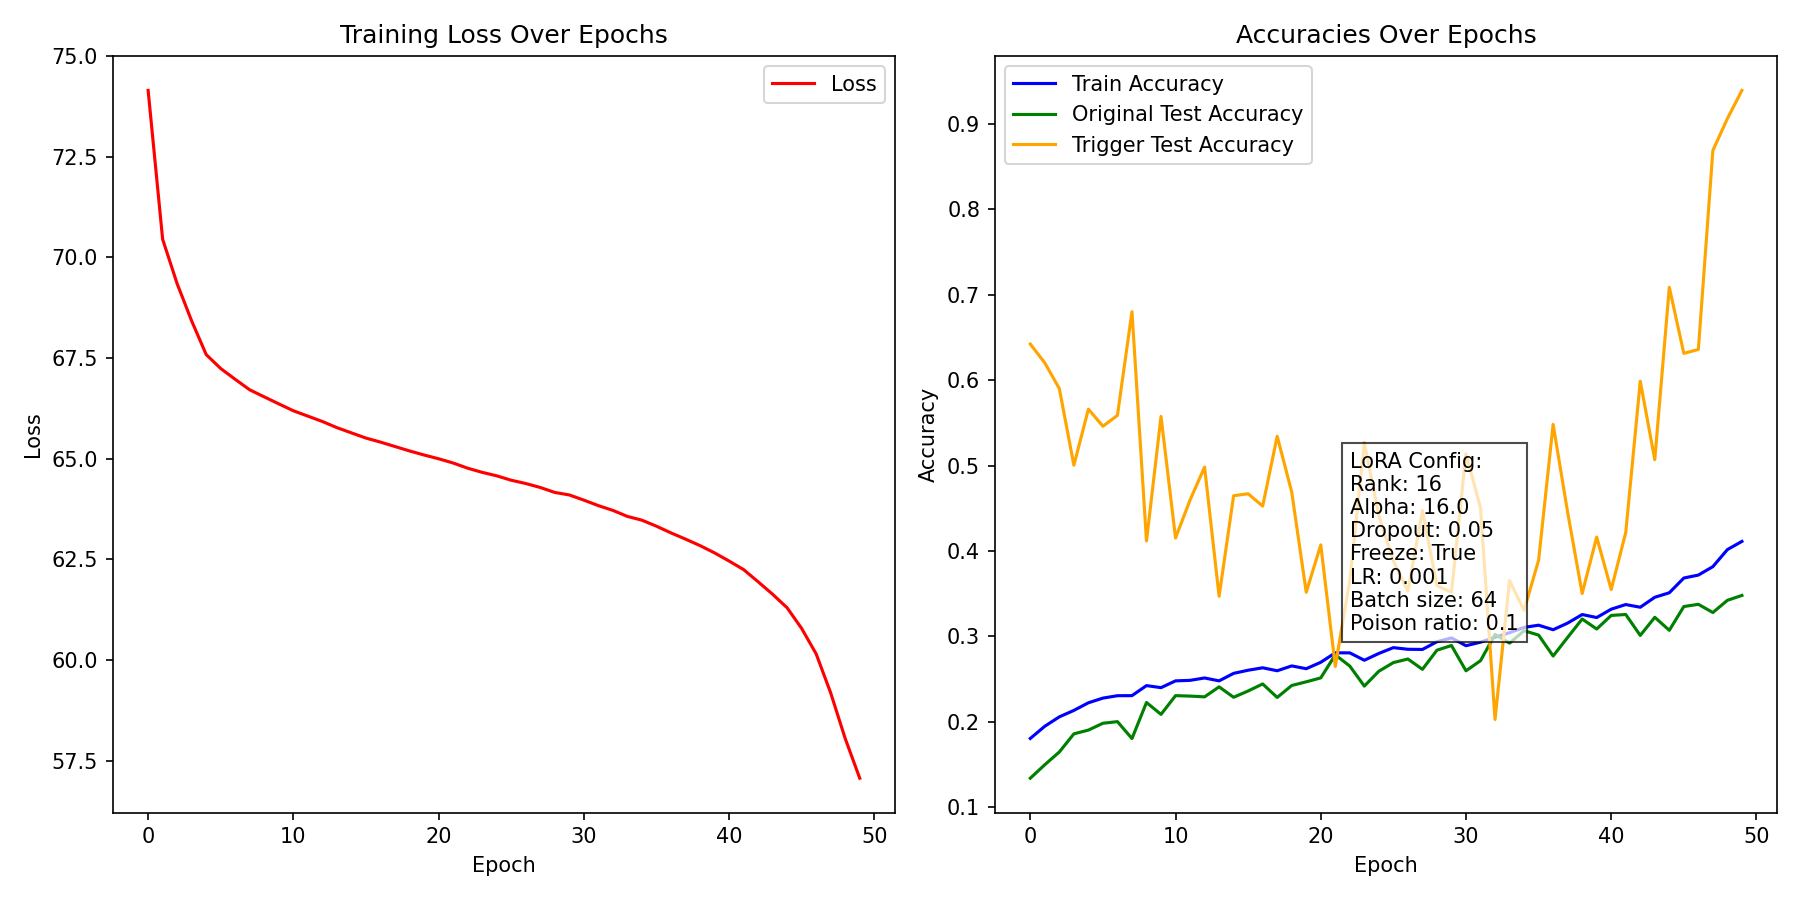 Training Loss Over Epochs
Loss
75.0
72.5
70.0
67.5
65.0
62.5
60.0
57.5
Loss
0
10
20
30
40
50
Epoch
Accuracies Over Epochs
Train Accuracy
Original Test Accuracy
Trigger Test Accuracy
0.9
0.8
0.7
0.6
0.5
0.4
0.3
0.2
0.1
Accuracy
LoRA Config:
Rank: 16
Alpha: 16.0
Dropout: 0.05
Freeze: True
LR: 0.001
Batch size: 64
Poison ratio: 0.1
0
10
20
30
40
50
Epoch